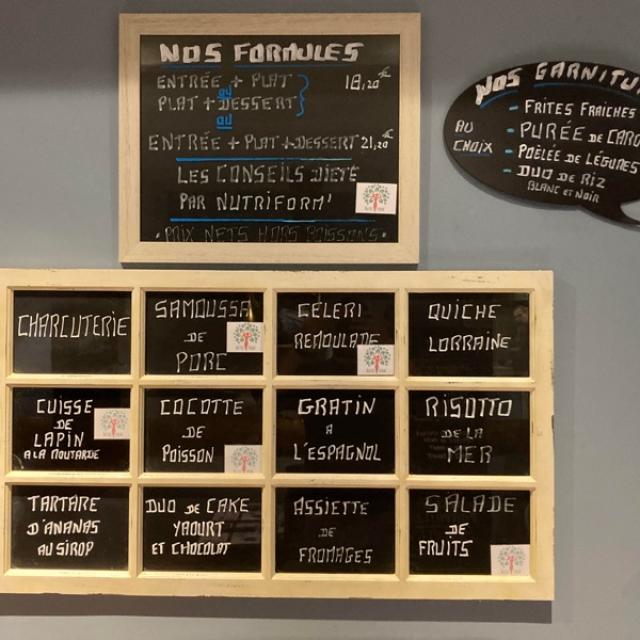 NOS FORMULES
ENTRÉE + PLAT
ou
PLAT + DESSERT
18,20€
ou
ENTRÉE + PLAT + DESSERT 21,20€
LES CONSEILS DIÉTÉ
PAR NUTRIFORM'
• PRIX NETS HORS BOISSONS •
NOS GARNITU
AU CHOIX
- FRITES FRAICHES
- PURÉE DE CARO
- POÊLÉE DE LÉGUMES
- DUO DE RIZ
BLANC ET NOIR
CHARCUTERIE
SAMOUSSA
DE
PORC
CÉLERI
REMOULADE
QUICHE
LORRAINE
CUISSE
DE
LAPIN
A LA MOUTARDE
COCOTTE
DE
POISSON
GRATIN
A
L'ESPAGNOL
RISOTTO
DE LA
MER
TARTARE
D'ANANAS
AU SIROP
DUO DE CAKE
YAOURT
ET CHOCOLAT
ASSIETTE
DE
FROMAGES
SALADE
DE
FRUITS